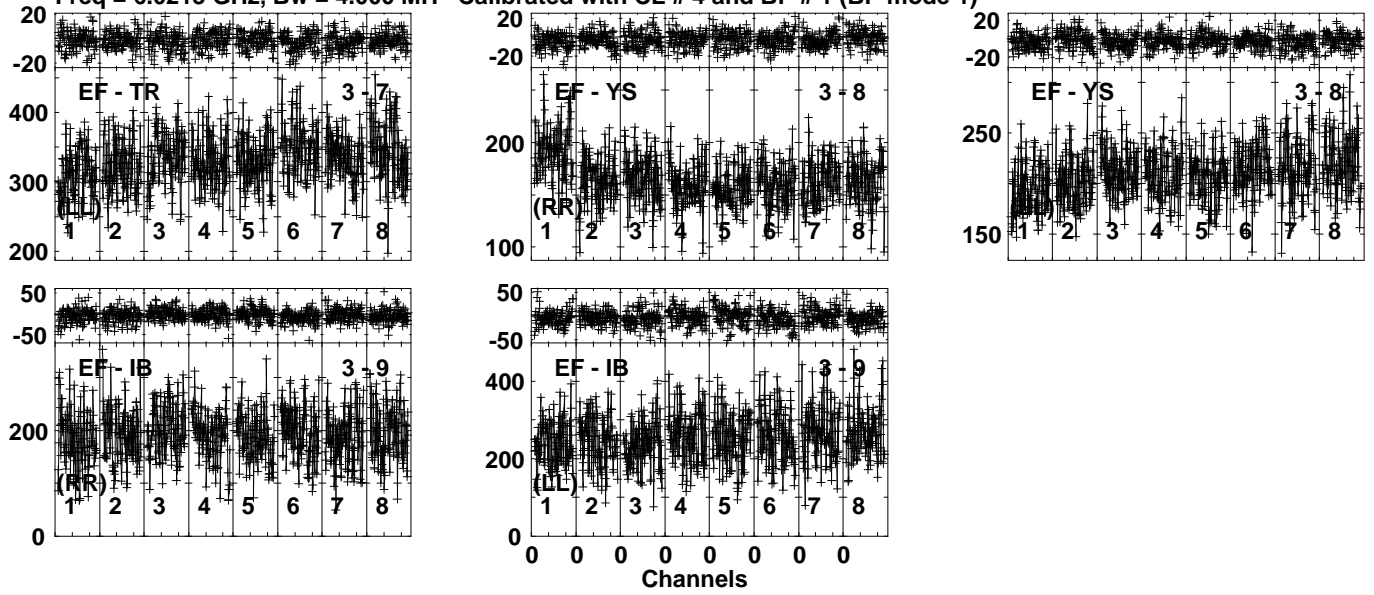 Calibrated with CL # 4 and BP # 1 (BP mode 1)
20
-20
EF - TR 3 - 7
400
300
(LL)
1 2 3 4 5 6 7 8
200
20
-20
EF - YS 3 - 8
200
(RR)
1 2 3 4 5 6 7 8
100
20
-20
EF - YS 3 - 8
250
1 2 3 4 5 6 7 8
150
50
-50
EF - IB 3 - 9
200
(RR)
1 2 3 4 5 6 7 8
0
50
-50
EF - IB 3 - 9
400
200
(LL)
1 2 3 4 5 6 7 8
0
0 0 0 0 0 0 0 0
Channels